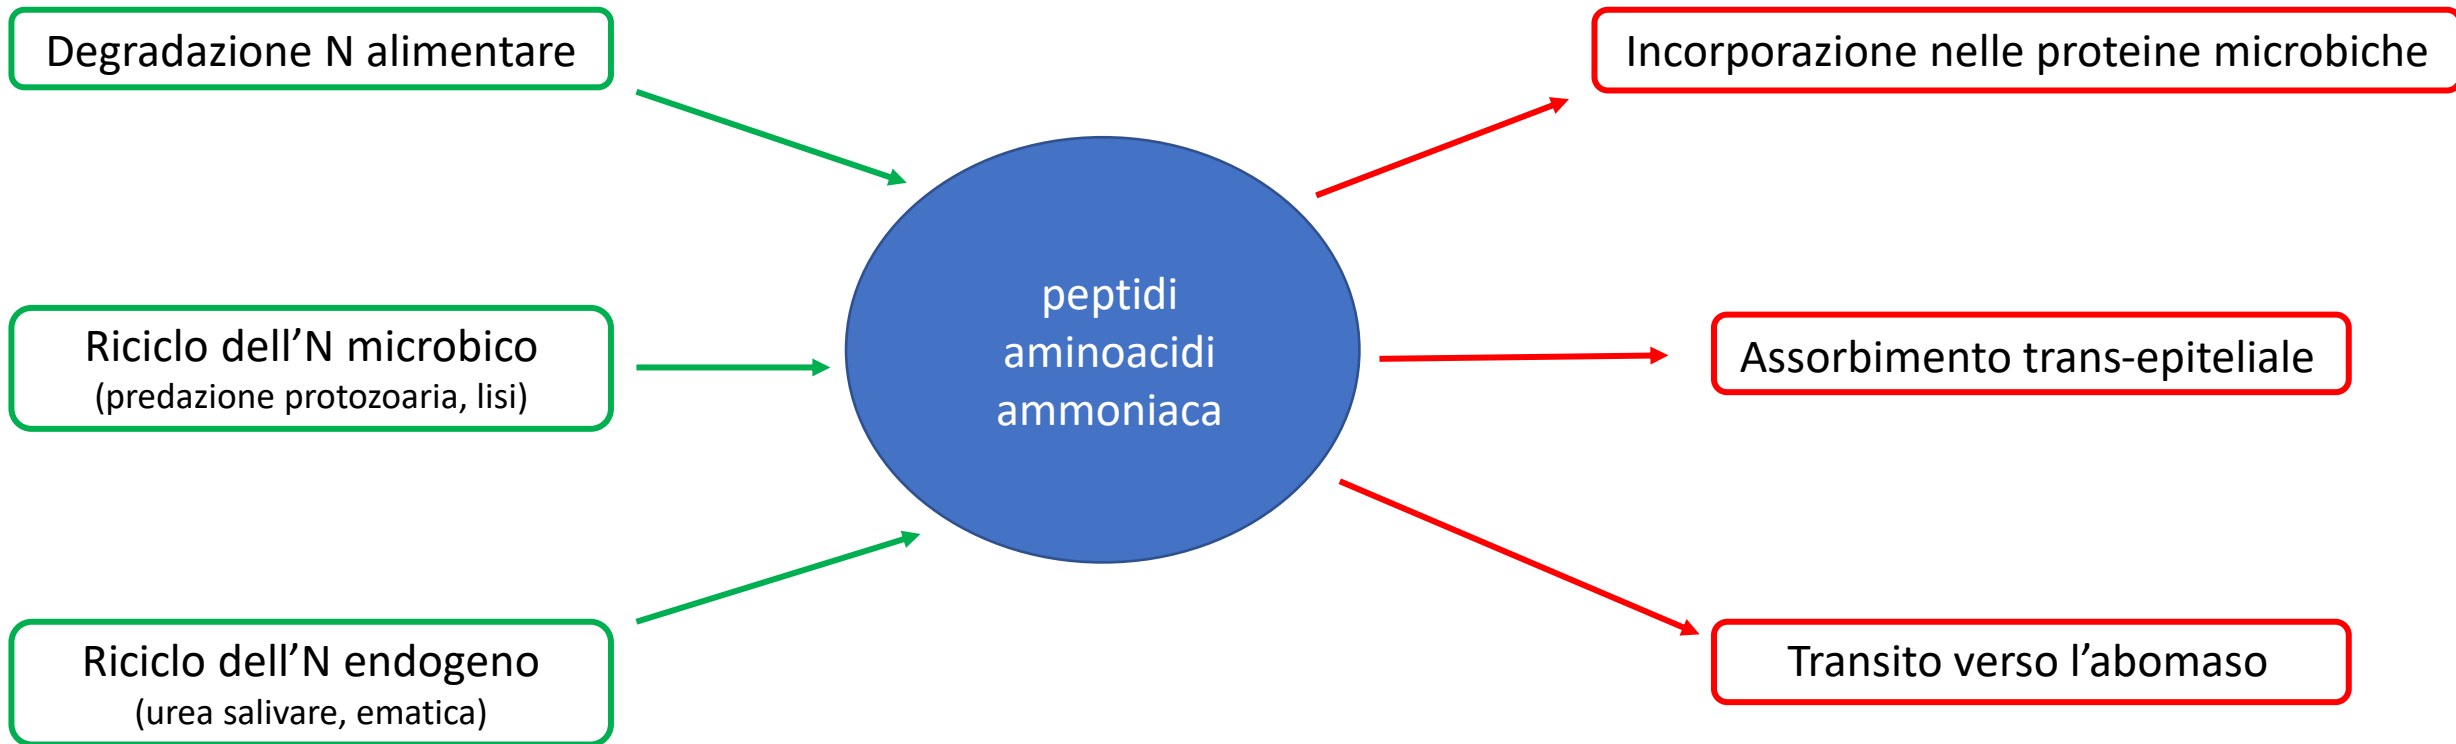 Degradazione N alimentare
Riciclo dell’N microbico
(predazione protozoaria, lisi)
Riciclo dell’N endogeno
(urea salivare, ematica)
peptidi
aminoacidi
ammoniaca
Incorporazione nelle proteine microbiche
Assorbimento trans-epiteliale
Transito verso l’abomaso